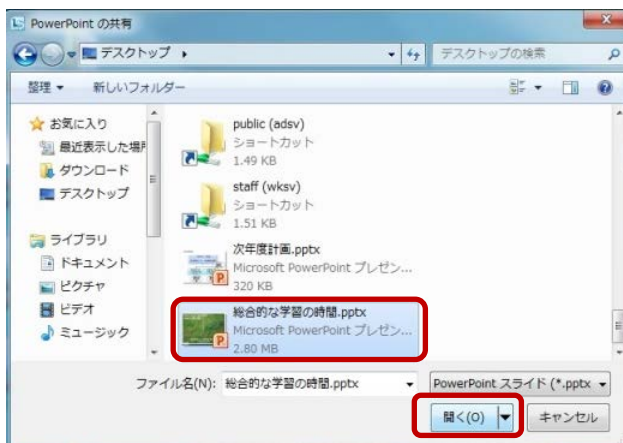 PowerPoint の共有
デスクトップ
デスクトップの検索
整理
新しいフォルダー
お気に入り
最近表示した場所
ダウンロード
デスクトップ
ライブラリ
ドキュメント
ピクチャ
ビデオ
ミュージック
public (adsv)
ショートカット
1.49 KB
staff (wksv)
ショートカット
1.51 KB
次年度計画.pptx
Microsoft PowerPoint プレゼン...
320 KB
総合的な学習の時間.pptx
Microsoft PowerPoint プレゼン...
2.80 MB
ファイル名(N): 総合的な学習の時間.pptx
PowerPoint スライド (*.pptx
開く(O)
キャンセル